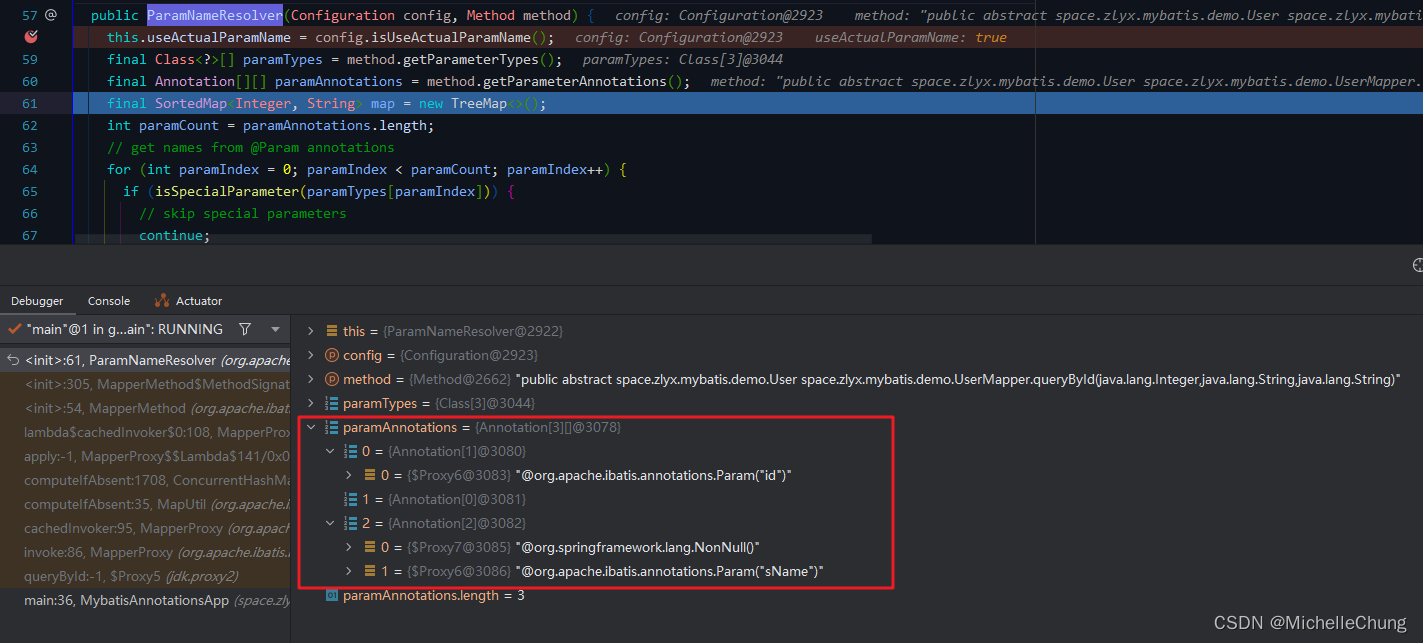 57 @ public ParamNameResolver(Configuration config, Method method) { config: Configuration@2923 method: "public abstract space.zlyx.mybatis.demo.User space.zlyx.mybati
this.useActualParamName = config.isUseActualParamName(); config: Configuration@2923 useActualParamName: true
59 final Class<?>[] paramTypes = method.getParameterTypes(); paramTypes: Class[3]@3044
60 final Annotation[][] paramAnnotations = method.getParameterAnnotations(); method: "public abstract space.zlyx.mybatis.demo.User space.zlyx.mybatis.demo.UserMapper.
61 final SortedMap<Integer, String> map = new TreeMap<>();
62 int paramCount = paramAnnotations.length;
63 // get names from @Param annotations
64 for (int paramIndex = 0; paramIndex < paramCount; paramIndex++) {
65 if (isSpecialParameter(paramTypes[paramIndex])) {
66 // skip special parameters
67 continue;
Debugger Console Actuator
"main"@1 in g...ain": RUNNING
<init>:61, ParamNameResolver (org.apache
<init>:305, MapperMethod$MethodSignat
<init>:54, MapperMethod (org.apache.ibat
lambda$cachedInvoker$0:108, MapperPro
apply:-1, MapperProxy$$Lambda$141/0x0
computeIfAbsent:1708, ConcurrentHashMa
computeIfAbsent:35, MapUtil (org.apache.i
cachedInvoker:95, MapperProxy (org.apach
invoke:86, MapperProxy (org.apache.ibatis.
queryById:-1, $Proxy5 (jdk.proxy2)
main:36, MybatisAnnotationsApp (space.zly
this = {ParamNameResolver@2922}
config = {Configuration@2923}
method = {Method@2662} "public abstract space.zlyx.mybatis.demo.User space.zlyx.mybatis.demo.UserMapper.queryById(java.lang.Integer,java.lang.String,java.lang.String)"
paramTypes = {Class[3]@3044}
paramAnnotations = {Annotation[3][]@3078}
0 = {Annotation[1]@3080}
0 = {$Proxy6@3083} "@org.apache.ibatis.annotations.Param("id")"
1 = {Annotation[0]@3081}
2 = {Annotation[2]@3082}
0 = {$Proxy7@3085} "@org.springframework.lang.NonNull()"
1 = {$Proxy6@3086} "@org.apache.ibatis.annotations.Param("sName")"
paramAnnotations.length = 3
CSDN @MichelleChung